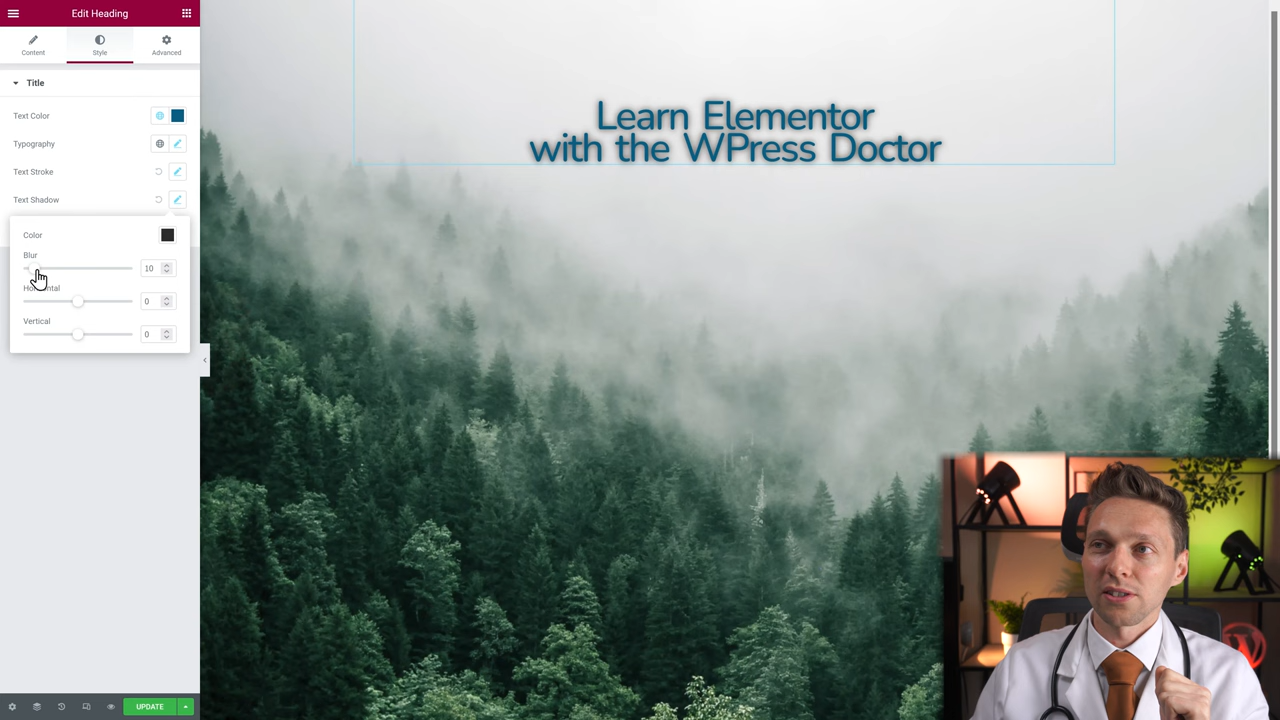 Edit Heading
Content
Style
Advanced
Title
Text Color
Typography
Text Stroke
Text Shadow
Color
Blur
10
0
Vertical
0
UPDATE
Learn Elementor
with the WPress Doctor